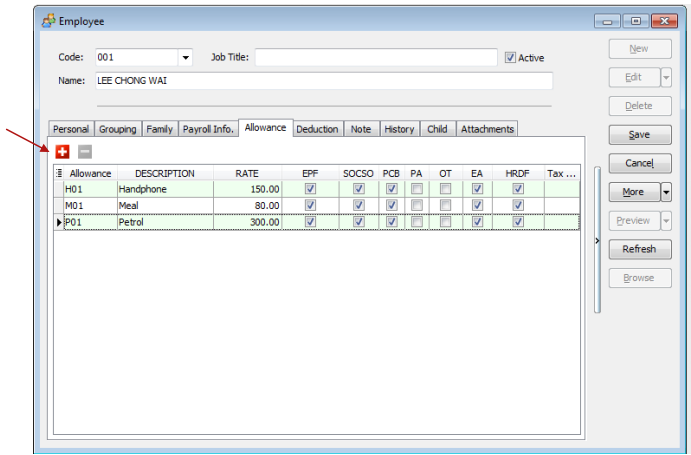 Employee
Code: 001 Job Title: Active
Name: LEE CHONG WAI
Personal Grouping Family Payroll Info. Allowance Deduction Note History Child Attachments
Allowance DESCRIPTION RATE EPF SOCSO PCB PA OT EA HRDF Tax ...
H01 Handphone 150.00
M01 Meal 80.00
P01 Petrol 300.00
New
Edit
Delete
Save
Cancel
More
Preview
Refresh
Browse